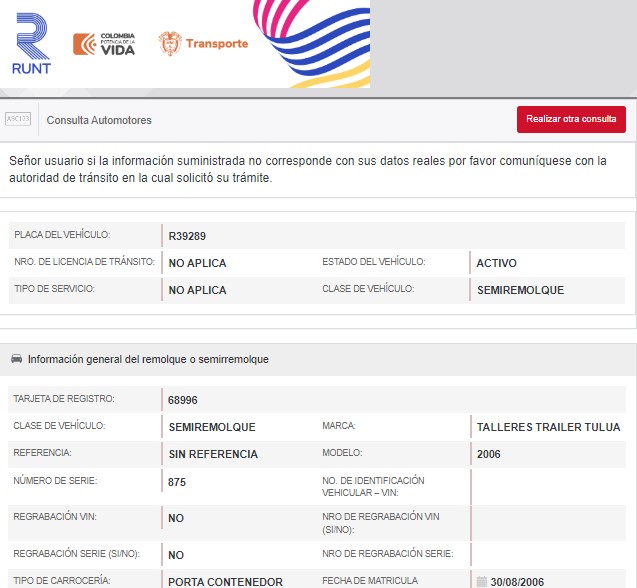 RUNT
COLOMBIA
POTENCIA DE LA
VIDA
Transporte
AEC123
Consulta Automotores
Realizar otra consulta
Señor usuario si la información suministrada no corresponde con sus datos reales por favor comuníquese con la
autoridad de tránsito en la cual solicitó su trámite.
PLACA DEL VEHÍCULO: R39289
NRO. DE LICENCIA DE TRÁNSITO: NO APLICA ESTADO DEL VEHÍCULO: ACTIVO
TIPO DE SERVICIO: NO APLICA CLASE DE VEHÍCULO: SEMIREMOLQUE
Información general del remolque o semirremolque
TARJETA DE REGISTRO: 68996
CLASE DE VEHÍCULO: SEMIREMOLQUE MARCA: TALLERES TRAILER TULUA
REFERENCIA: SIN REFERENCIA MODELO: 2006
NÚMERO DE SERIE: 875 NO. DE IDENTIFICACIÓN
VEHICULAR – VIN:
REGRABACIÓN VIN: NO NRO DE REGRABACIÓN VIN
(SI/NO):
REGRABACIÓN SERIE (SI/NO): NO NRO DE REGRABACIÓN SERIE:
TIPO DE CARROCERÍA: PORTA CONTENEDOR FECHA DE MATRICULA 30/08/2006